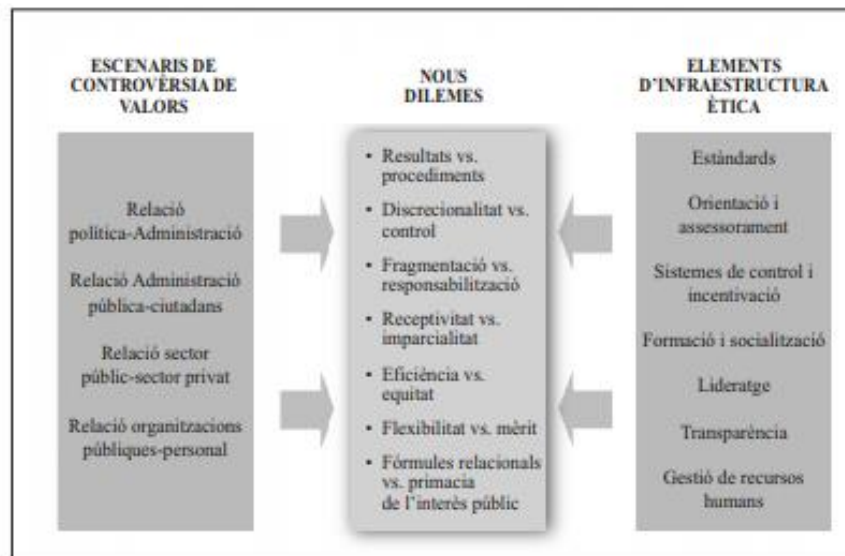 ESCENARIS DE
CONTROVÈRSIA DE
VALORS
Relació
política-Administració
Relació Administració
pública-ciutadans
Relació sector
públic-sector privat
Relació organitzacions
públiques-personal
NOUS
DILEMES
• Resultats vs.
procediments
• Discrecionalitat vs.
control
• Fragmentació vs.
responsabilització
• Receptivitat vs.
imparcialitat
• Eficiència vs.
equitat
• Flexibilitat vs. mèrit
• Fórmules relacionals
vs. primacia
de l’interès públic
ELEMENTS
D’INFRAESTRUCTURA
ÈTICA
Estàndards
Orientació i
assessorament
Sistemes de control i
incentivació
Formació i socialització
Lideratge
Transparència
Gestió de recursos
humans